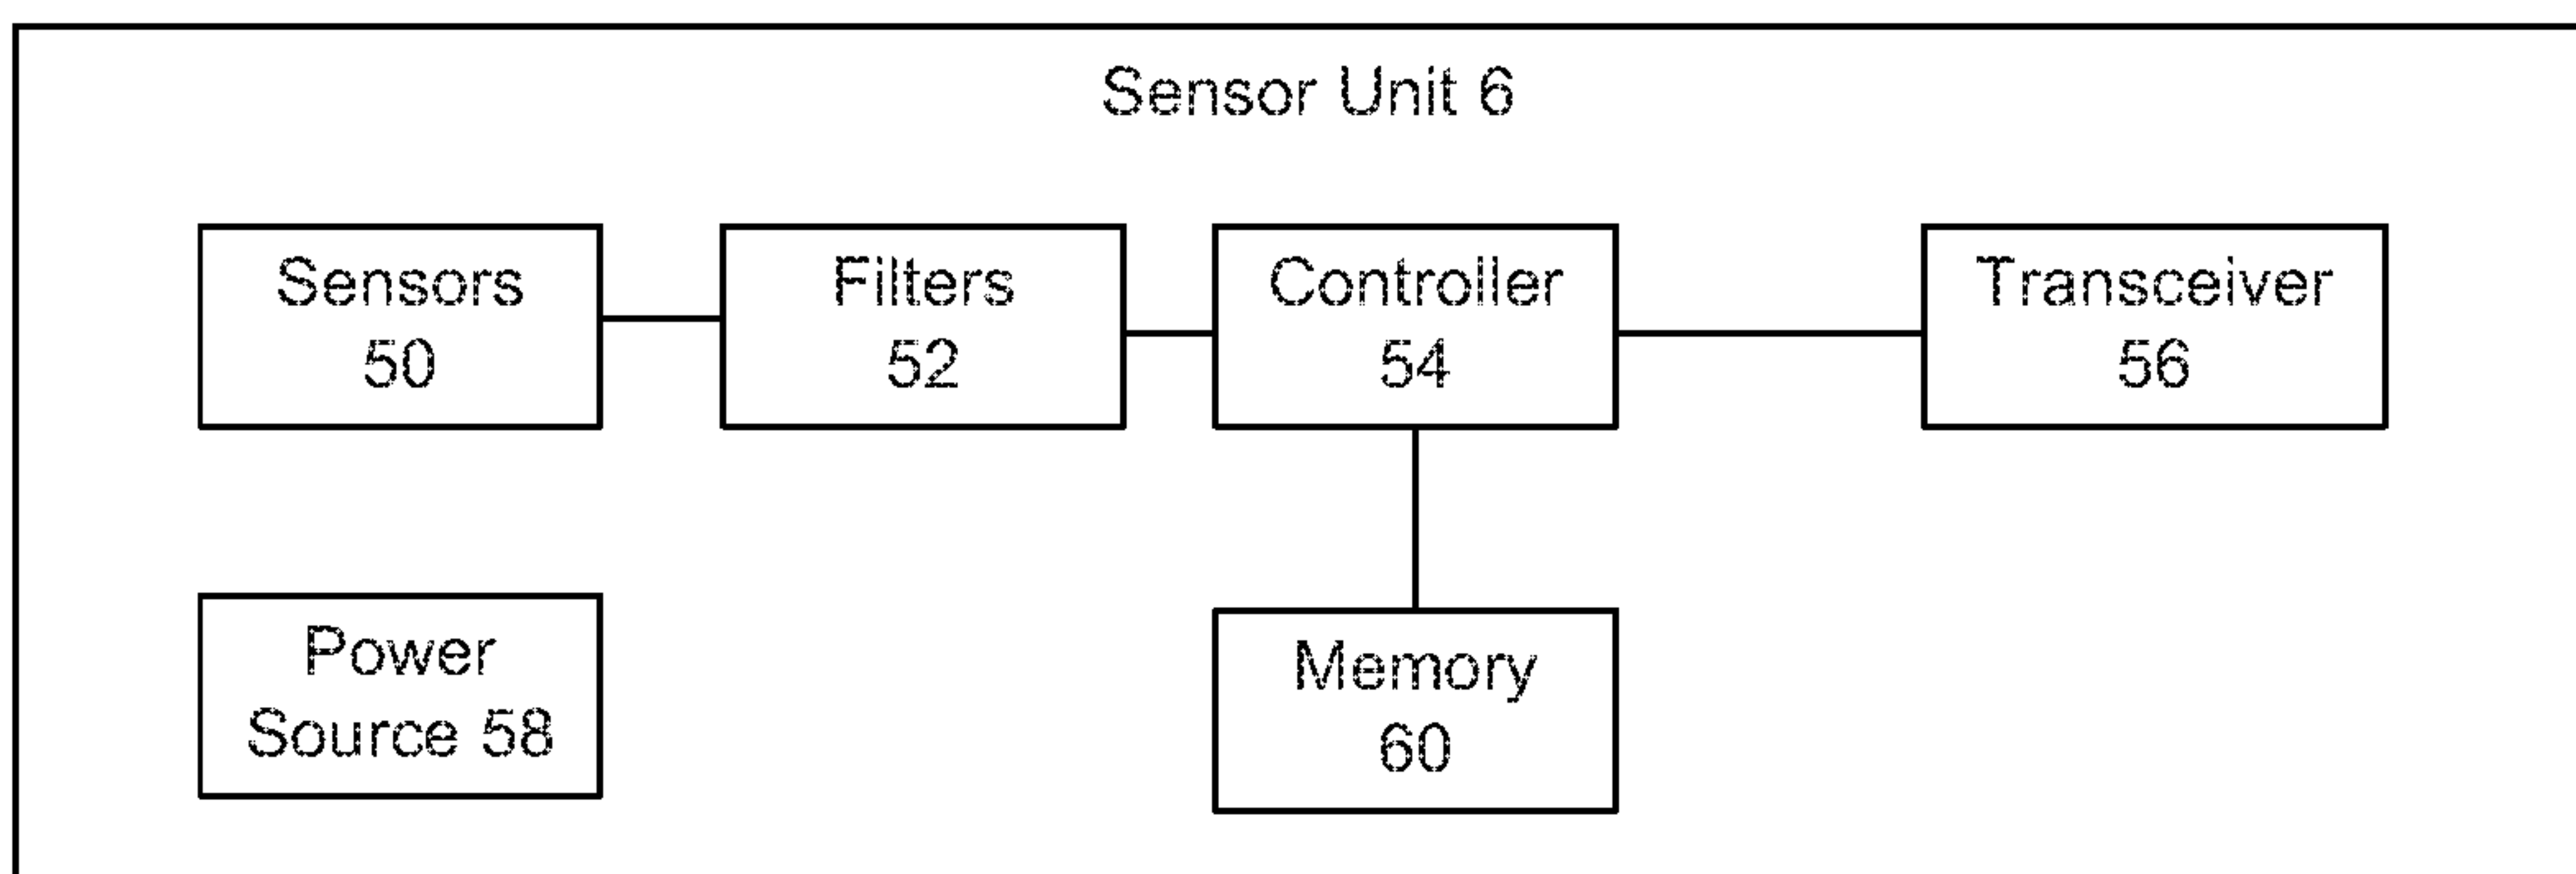 Sensor Unit 6
Sensors
50
Filters
52
Controller
54
Transceiver
56
Power
Source 58
Memory
60